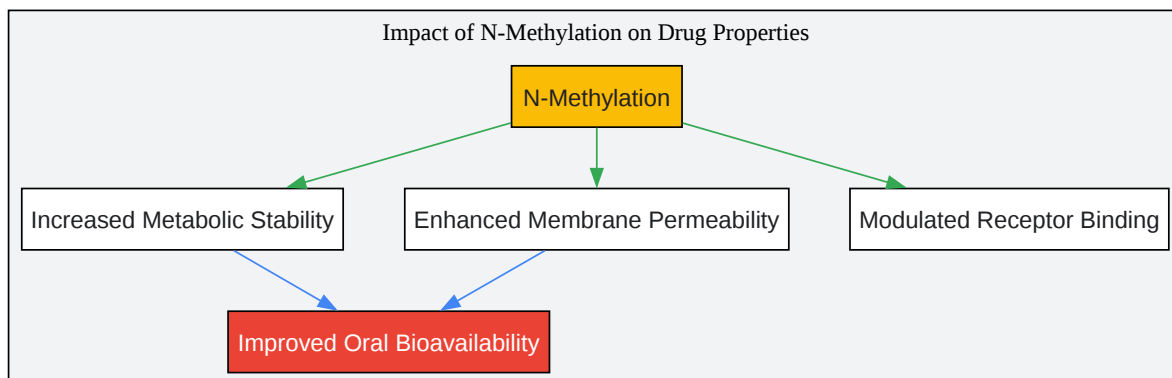 Impact of N-Methylation on Drug Properties
N-Methylation
Increased Metabolic Stability
Enhanced Membrane Permeability
Modulated Receptor Binding
Improved Oral Bioavailability